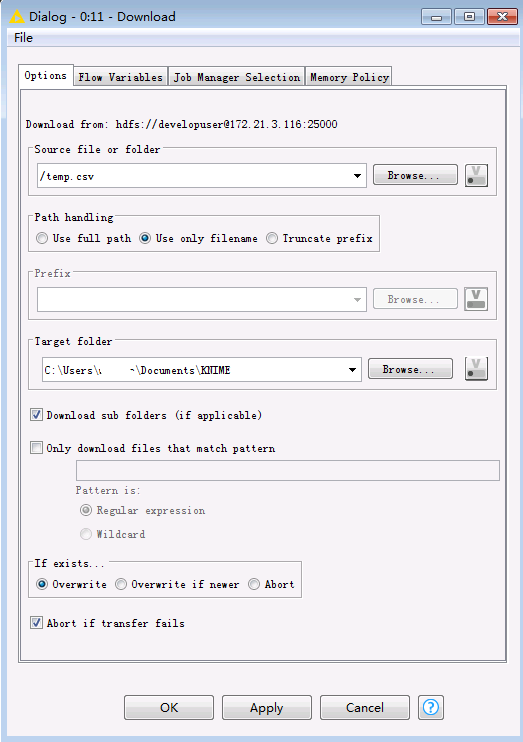 Dialog - 0:11 - Download
File
Options Flow Variables Job Manager Selection Memory Policy
Download from: hdfs://developuser@172.21.3.116:25000
Source file or folder
/temp.csv Browse... V
Path handling
Use full path Use only filename Truncate prefix
Prefix
Browse... V
Target folder
C:\Users\ \Documents\KNIME Browse... V
Download sub folders (if applicable)
Only download files that match pattern
Pattern is:
Regular expression
Wildcard
If exists...
Overwrite Overwrite if newer Abort
Abort if transfer fails
OK Apply Cancel ?